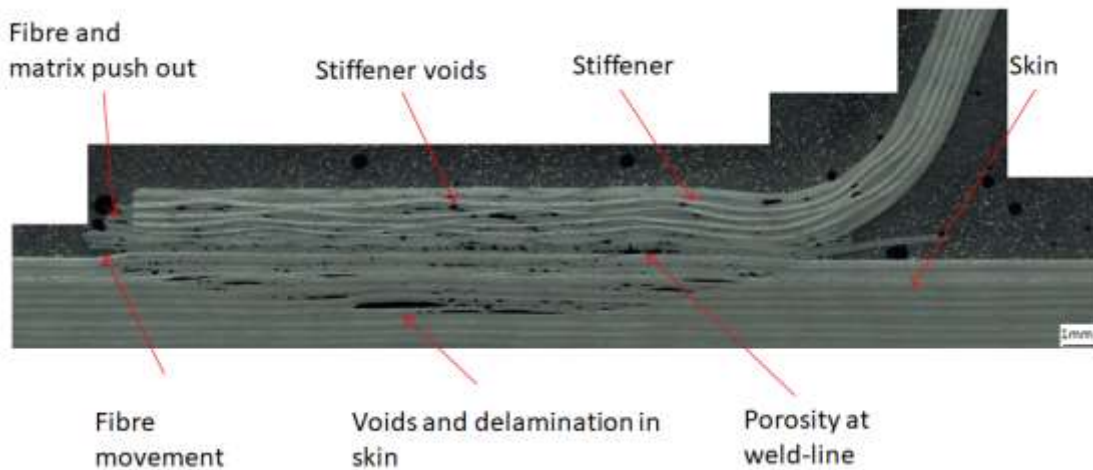 Fibre and
matrix push out
Stiffener voids
Stiffener
Skin
1mm
Fibre
movement
Voids and delamination in
skin
Porosity at
weld-line